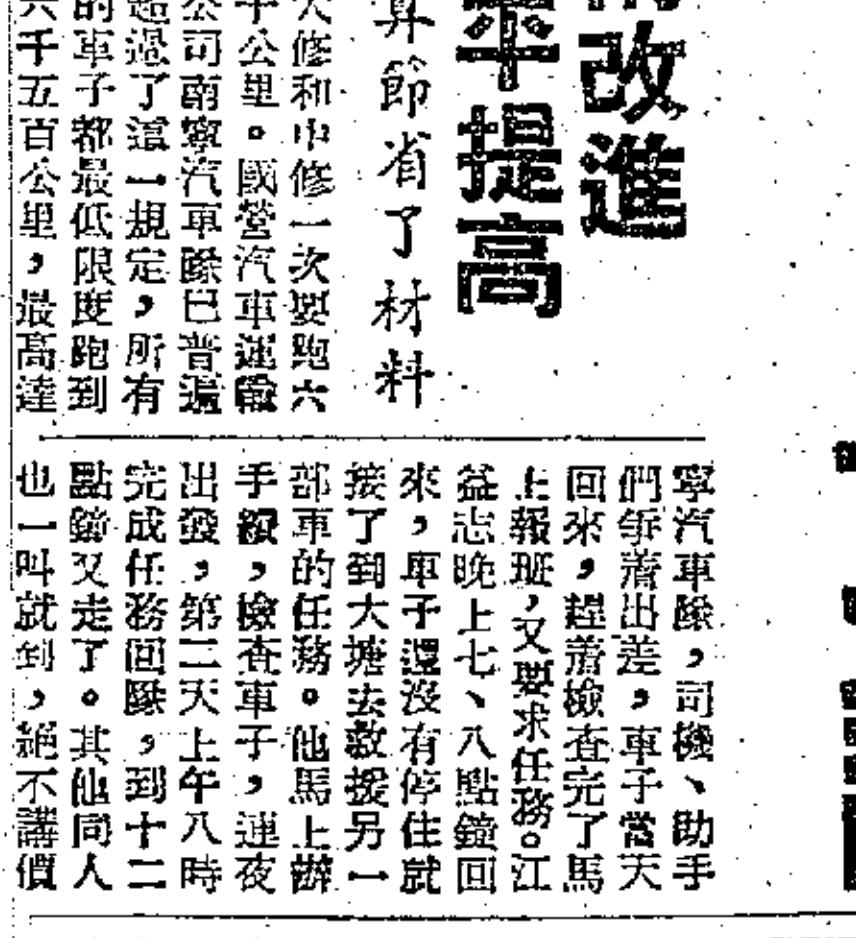 改進
率提高
算節省了材料
大修和中修一次要跑六
千公里。國營汽車運輸
公司南寧汽車隊已普遍
超過了這一規定，所有
的車子都最低限度跑到
六千五百公里，最高達
寧汽車隊，司機、助手
們爭着出差，車子當天
回來，趕着檢查完了馬
上報班，又要求任務。江
益志晚上七、八點鐘回
來，車子還沒有停住就
接了到大塘去救援另一
部車的任務。他馬上辦
手續，檢查車子，連夜
出發，第二天上午八時
完成任務回隊，到十二
點鐘又走了。其他同人
也一叫就到，絕不講價